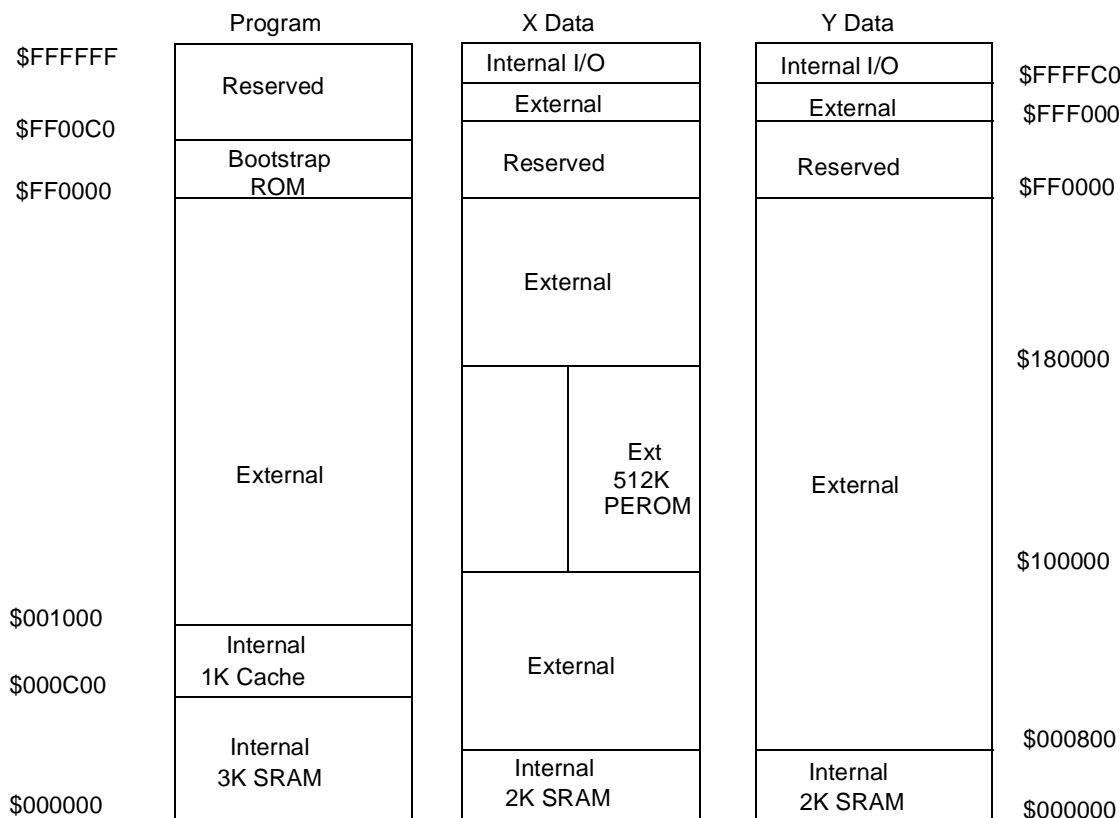 Program
X Data
Y Data
$FFFFFF
$FF00C0
$FF0000
$001000
$000C00
$000000
Reserved
Bootstrap
ROM
External
Internal
1K Cache
Internal
3K SRAM
Internal I/O
External
Reserved
External
Ext
512K
PEROM
External
Internal
2K SRAM
Internal I/O
External
Reserved
External
Internal
2K SRAM
$FFFFC0
$FFF000
$FF0000
$180000
$100000
$000800
$000000